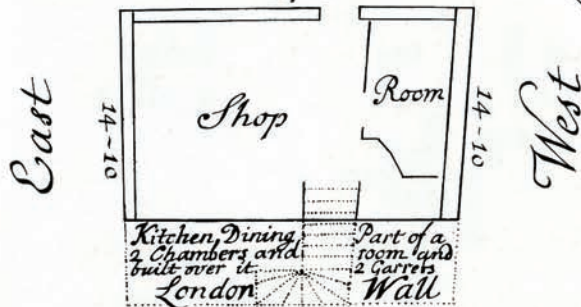 East
14-10
Shop
Room
14-10
West
Kitchen, Dining
2 Chambers and
built over it
London
Part of a
room and
2 Garrets
Wall